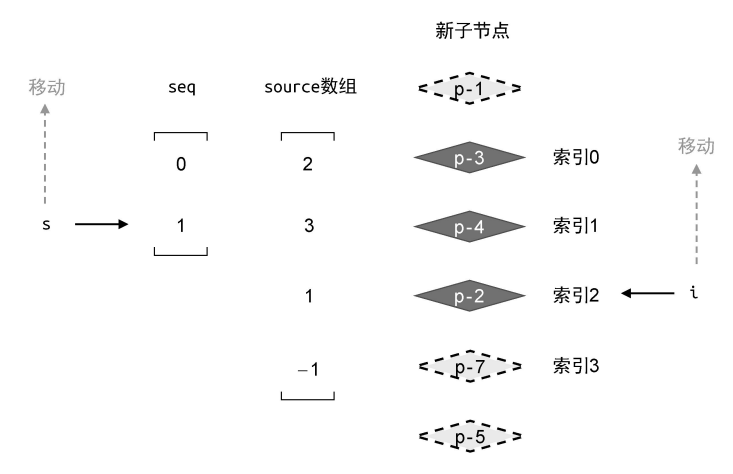 新子节点
移动 seq source数组 p-1
0 2 p-3 索引0 移动
s 1 3 p-4 索引1
1 p-2 索引2 i
-1 p-7 索引3
p-5